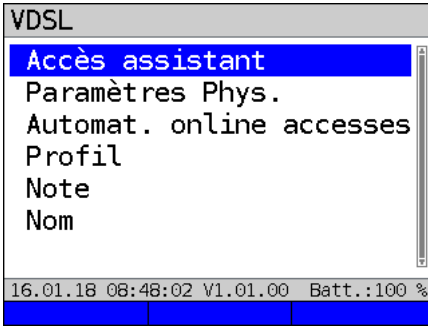 VDSL
Accès assistant
Paramètres Phys.
Automat. online accesses
Profil
Note
Nom
16.01.18 08:48:02 V1.01.00 Batt.:100 %